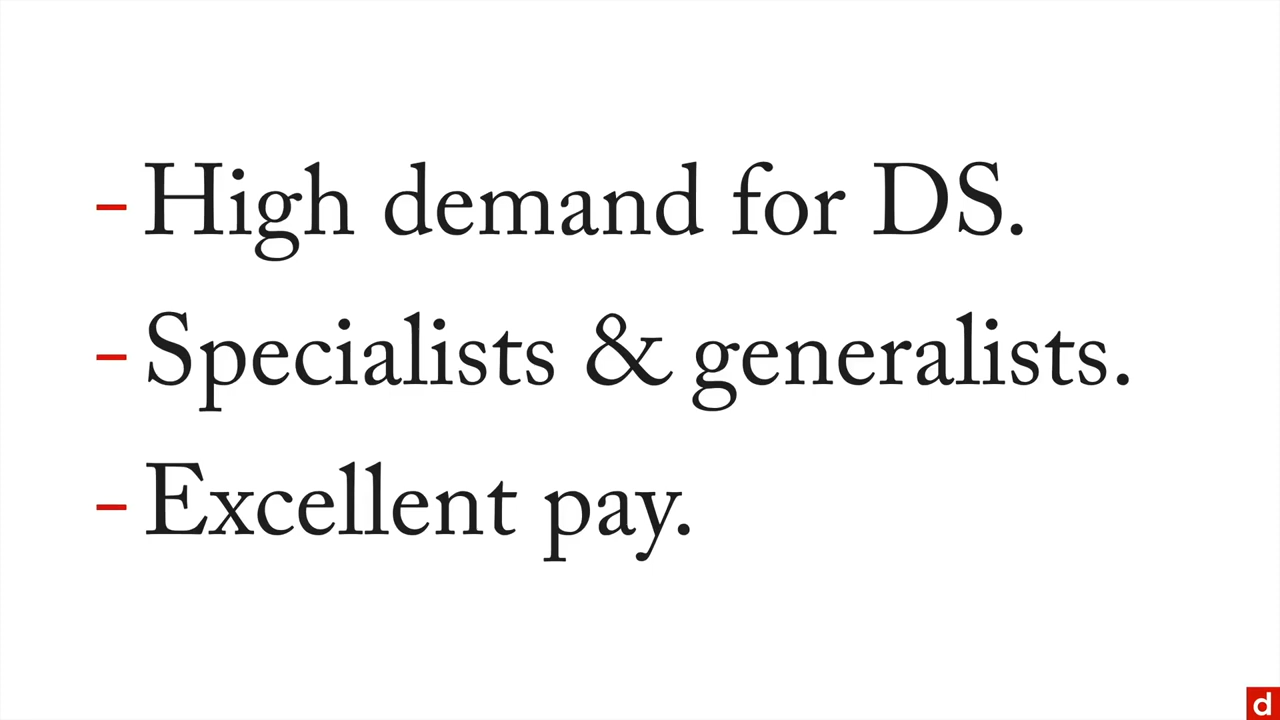 - High demand for DS.
- Specialists & generalists.
- Excellent pay.
d